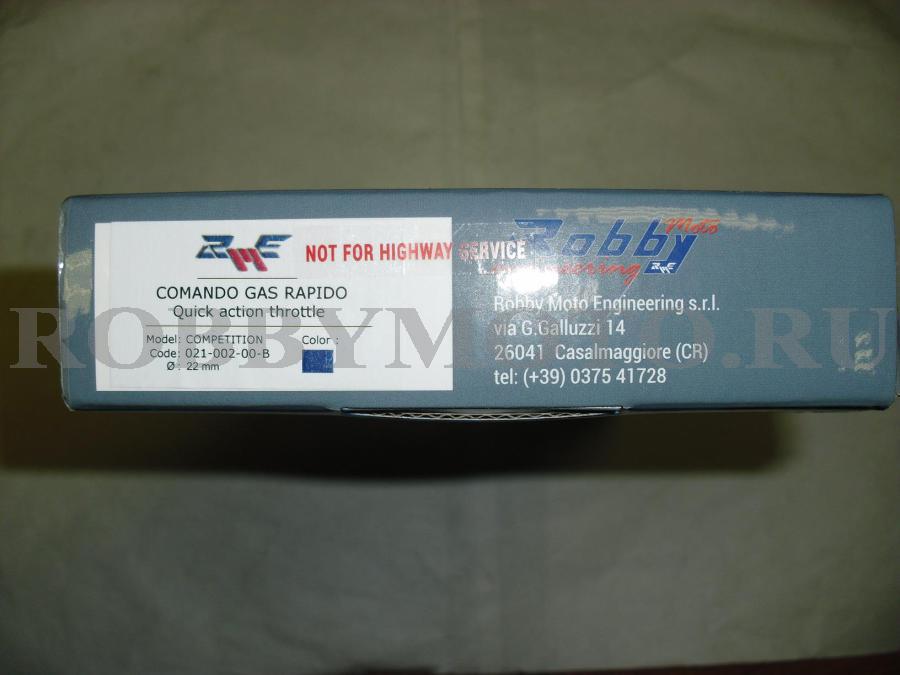 RME
NOT FOR HIGHWAY SERVICE
COMANDO GAS RAPIDO
Quick action throttle
Model: COMPETITION
Color :
Code: 021-002-00-B
Ø : 22 mm
Robby Moto
Engineering RME
Robby Moto Engineering s.r.l.
via G.Galluzzi 14
26041 Casalmaggiore (CR)
tel: (+39) 0375 41728
ROBBYMOTO.RU